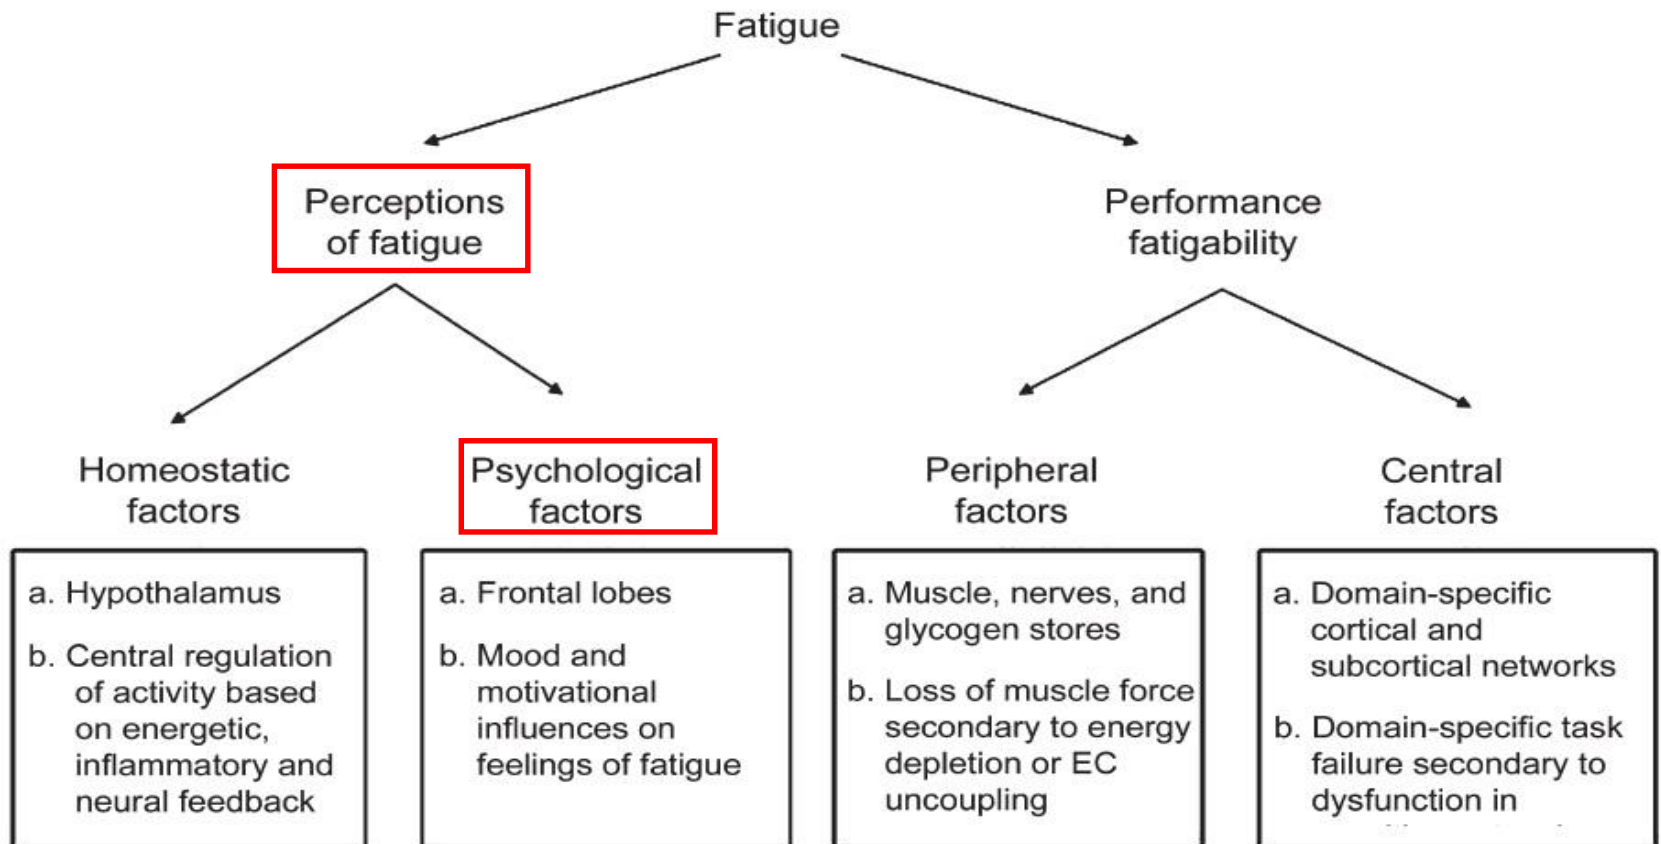 Fatigue
Perceptions
of fatigue
Performance
fatigability
Homeostatic
factors
Psychological
factors
Peripheral
factors
Central
factors
a. Hypothalamus
b. Central regulation
of activity based
on energetic,
inflammatory and
neural feedback
a. Frontal lobes
b. Mood and
motivational
influences on
feelings of fatigue
a. Muscle, nerves, and
glycogen stores
b. Loss of muscle force
secondary to energy
depletion or EC
uncoupling
a. Domain-specific
cortical and
subcortical networks
b. Domain-specific task
failure secondary to
dysfunction in